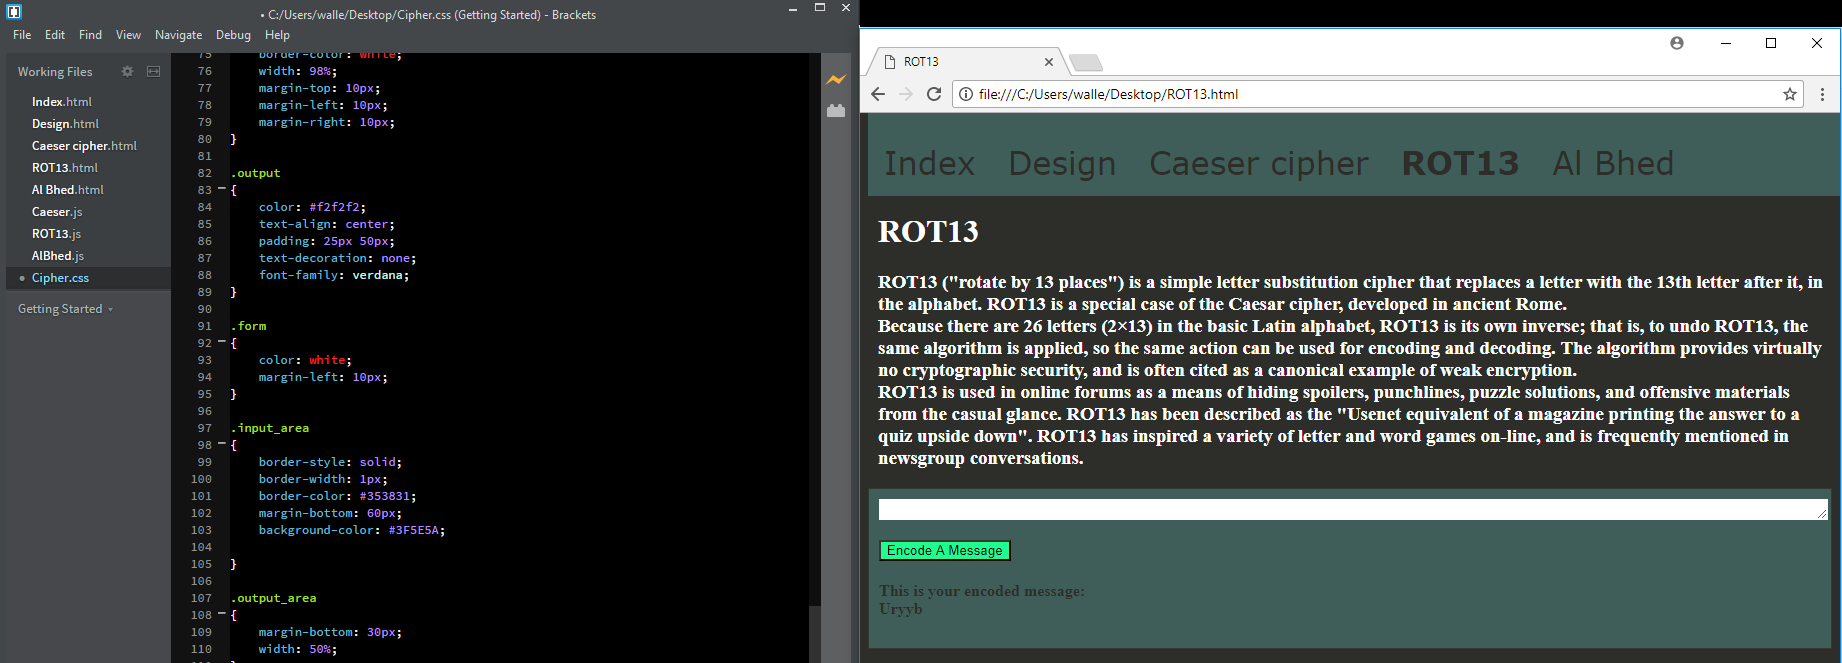 • C:/Users/walle/Desktop/Cipher.css (Getting Started) - Brackets
File Edit Find View Navigate Debug Help
Working Files
Index.html
Design.html
Caeser cipher.html
ROT13.html
Al Bhed.html
Caeser.js
ROT13.js
AlBhed.js
• Cipher.css
Getting Started
75 border-color: white;
76 width: 98%;
77 margin-top: 10px;
78 margin-left: 10px;
79 margin-right: 10px;
80 }
81
82 .output
83 {
84 color: #f2f2f2;
85 text-align: center;
86 padding: 25px 50px;
87 text-decoration: none;
88 font-family: verdana;
89 }
90
91 .form
92 {
93 color: white;
94 margin-left: 10px;
95 }
96
97 .input_area
98 {
99 border-style: solid;
100 border-width: 1px;
101 border-color: #353831;
102 margin-bottom: 60px;
103 background-color: #3F5E5A;
104
105 }
106
107 .output_area
108 {
109 margin-bottom: 30px;
110 width: 50%;
ROT13
file:///C:/Users/walle/Desktop/ROT13.html
Index Design Caeser cipher ROT13 Al Bhed
ROT13
ROT13 ("rotate by 13 places") is a simple letter substitution cipher that replaces a letter with the 13th letter after it, in
the alphabet. ROT13 is a special case of the Caesar cipher, developed in ancient Rome.
Because there are 26 letters (2×13) in the basic Latin alphabet, ROT13 is its own inverse; that is, to undo ROT13, the
same algorithm is applied, so the same action can be used for encoding and decoding. The algorithm provides virtually
no cryptographic security, and is often cited as a canonical example of weak encryption.
ROT13 is used in online forums as a means of hiding spoilers, punchlines, puzzle solutions, and offensive materials
from the casual glance. ROT13 has been described as the "Usenet equivalent of a magazine printing the answer to a
quiz upside down". ROT13 has inspired a variety of letter and word games on-line, and is frequently mentioned in
newsgroup conversations.
Encode A Message
This is your encoded message:
Uryyb